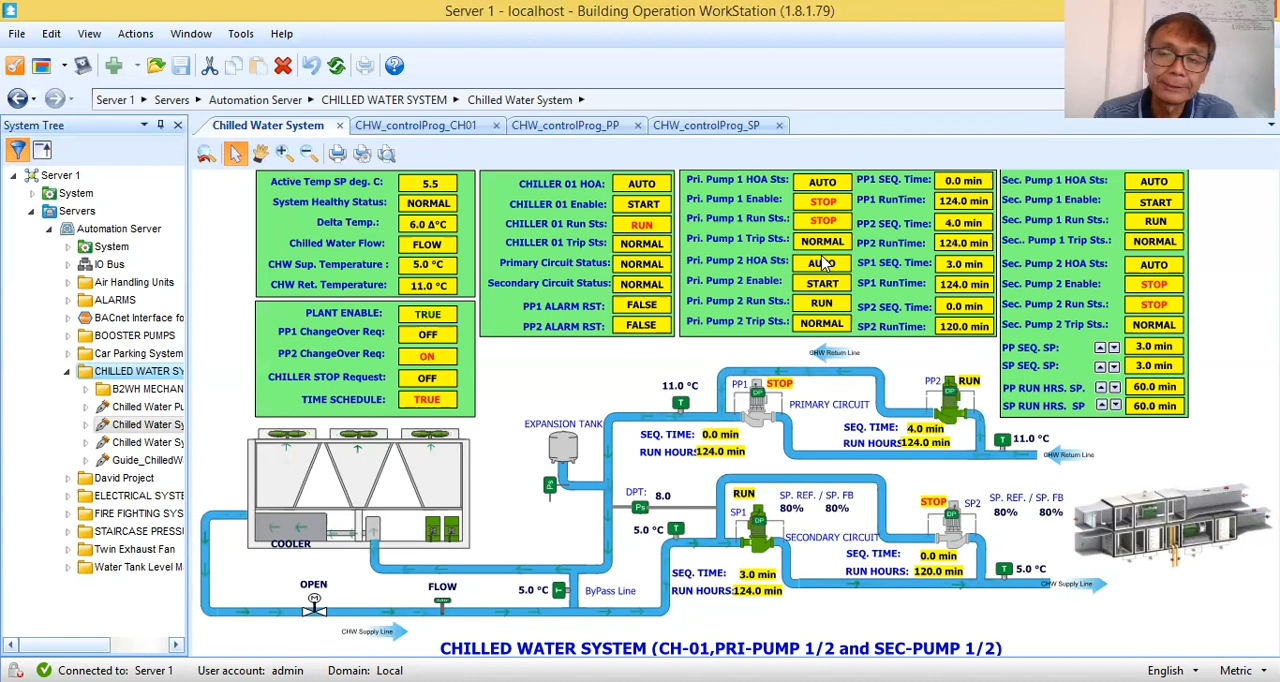 Server 1 - localhost - Building Operation WorkStation (1.8.1.79)
File Edit View Actions Window Tools Help
Server 1 Servers Automation Server CHILLED WATER SYSTEM Chilled Water System
System Tree
Chilled Water System CHW_controlProg_CH01 CHW_controlProg_PP CHW_controlProg_SP
Server 1
System
Servers
Automation Server
System
IO Bus
Air Handling Units
ALARMS
BACnet Interface fo
BOOSTER PUMPS
Car Parking System
CHILLED WATER SY
B2WH MECHAN
Chilled Water Pu
Chilled Water Sy
Chilled Water Sy
Guide_ChilledWa
David Project
ELECTRICAL SYSTE
FIRE FIGHTING SYS
STAIRCASE PRESSU
Twin Exhaust Fan
Water Tank Level M
Active Temp SP deg. C: 5.5
System Healthy Status: NORMAL
Delta Temp.: 6.0 Δ°C
Chilled Water Flow: FLOW
CHW Sup. Temperature : 5.0 °C
CHW Ret. Temperature: 11.0 °C
PLANT ENABLE: TRUE
PP1 ChangeOver Req: OFF
PP2 ChangeOver Req: ON
CHILLER STOP Request: OFF
TIME SCHEDULE: TRUE
CHILLER 01 HOA: AUTO
CHILLER 01 Enable: START
CHILLER 01 Run Sts: RUN
CHILLER 01 Trip Sts: NORMAL
Primary Circuit Status: NORMAL
Secondary Circuit Status: NORMAL
PP1 ALARM RST: FALSE
PP2 ALARM RST: FALSE
Pri. Pump 1 HOA Sts: AUTO
Pri. Pump 1 Enable: STOP
Pri. Pump 1 Run Sts: STOP
Pri. Pump 1 Trip Sts: NORMAL
Pri. Pump 2 HOA Sts: AUTO
Pri. Pump 2 Enable: START
Pri. Pump 2 Run Sts: RUN
Pri. Pump 2 Trip Sts.: NORMAL
PP1 SEQ. Time: 0.0 min
PP1 RunTime: 124.0 min
PP2 SEQ. Time: 4.0 min
PP2 RunTime: 124.0 min
SP1 SEQ. Time: 3.0 min
SP1 RunTime: 124.0 min
SP2 SEQ. Time: 0.0 min
SP2 RunTime: 120.0 min
Sec. Pump 1 HOA Sts: AUTO
Sec. Pump 1 Enable: START
Sec. Pump 1 Run Sts.: RUN
Sec.. Pump 1 Trip Sts: NORMAL
Sec. Pump 2 HOA Sts: AUTO
Sec. Pump 2 Enable: STOP
Sec. Pump 2 Run Sts: STOP
Sec. Pump 2 Trip Sts.: NORMAL
PP SEQ. SP: 3.0 min
SP SEQ. SP: 3.0 min
PP RUN HRS. SP. 60.0 min
SP RUN HRS. SP 60.0 min
CHW Return Line
11.0 °C PP1 STOP PP2 RUN
DP DP
PRIMARY CIRCUIT
EXPANSION TANK
SEQ. TIME: 0.0 min
RUN HOURS: 124.0 min
SEQ. TIME: 4.0 min
RUN HOURS: 124.0 min
T 11.0 °C
CHW Return Line
Ps
DPT: 8.0
Ps
RUN SP. REF. / SP. FB
SP1 80% 80%
DP
STOP SP2 SP. REF. / SP. FB
DP 80% 80%
5.0 °C T
SECONDARY CIRCUIT
SEQ. TIME: 0.0 min
RUN HOURS: 120.0 min
T 5.0 °C
CHW Supply Line
SEQ. TIME: 3.0 min
RUN HOURS: 124.0 min
COOLER
OPEN
M
FLOW
5.0 °C T ByPass Line
CHW Supply Line
CHILLED WATER SYSTEM (CH-01,PRI-PUMP 1/2 and SEC-PUMP 1/2)
Connected to: Server 1 User account: admin Domain: Local English Metric